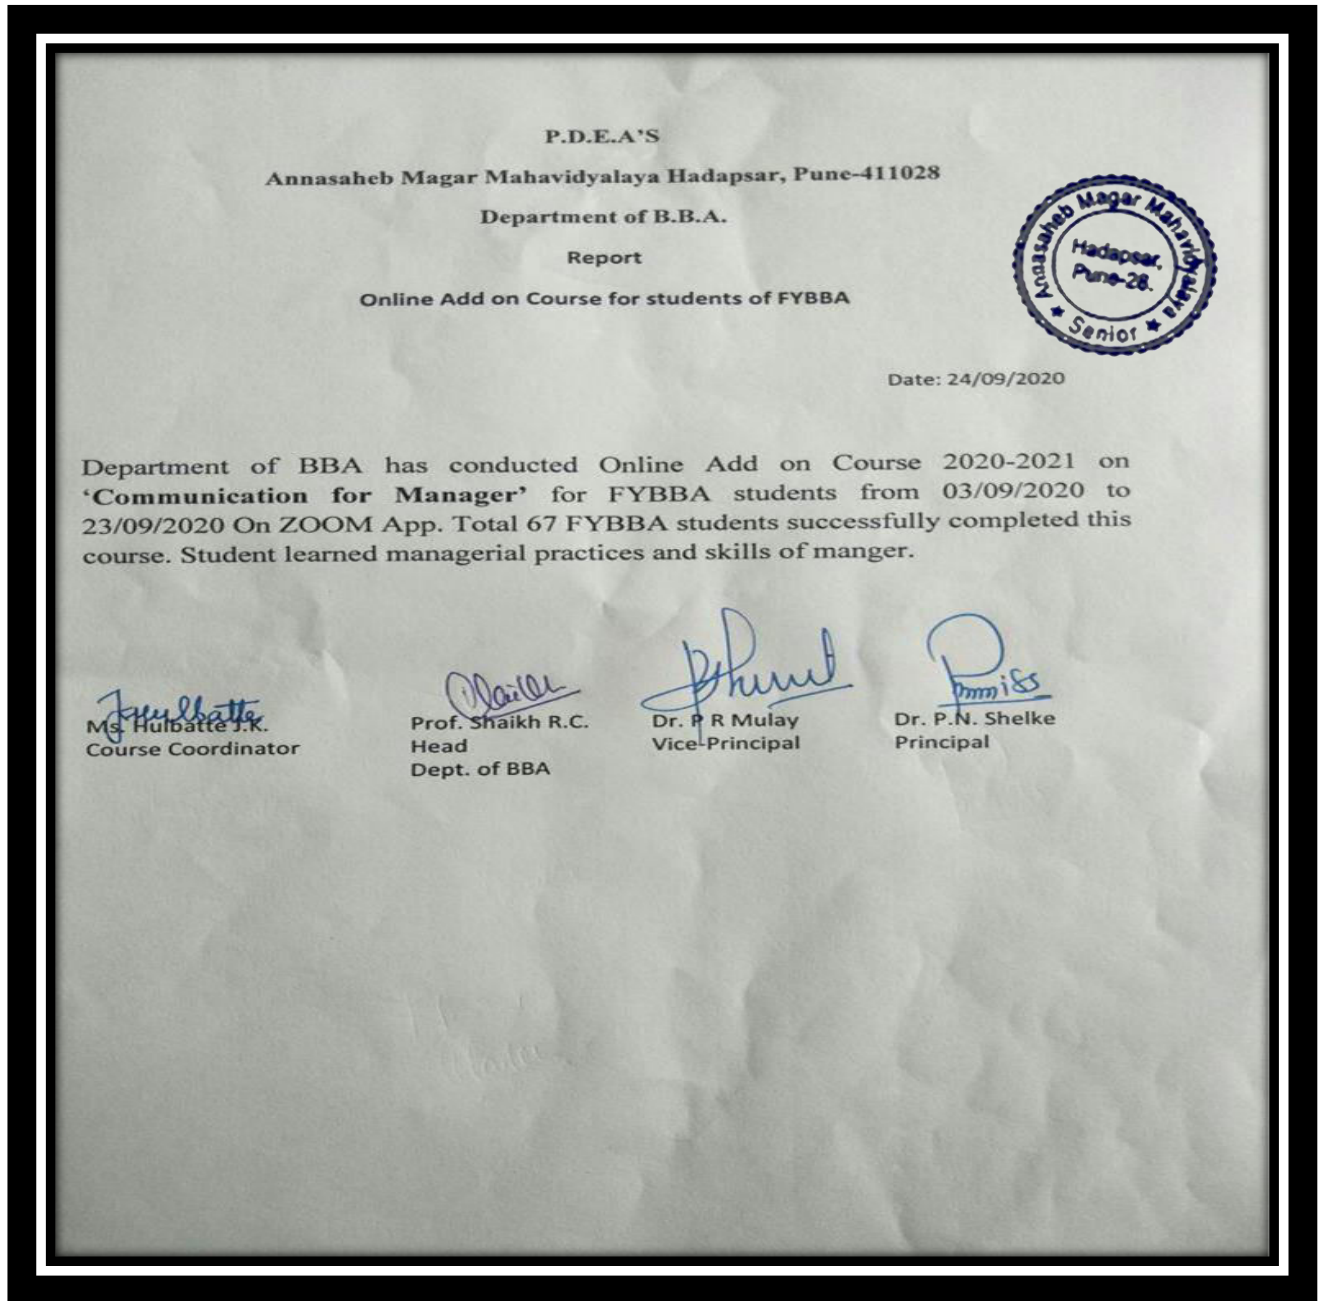 P.D.E.A'S
Annasaheb Magar Mahavidyalaya Hadapsar, Pune-411028
Department of B.B.A.
Report
Online Add on Course for students of FYBBA
Annasaheb Magar Mahavidyalaya
Hadapsar,
Pune-28.
★ Senior ★
Date: 24/09/2020
Department of BBA has conducted Online Add on Course 2020-2021 on
‘Communication for Manager’ for FYBBA students from 03/09/2020 to
23/09/2020 On ZOOM App. Total 67 FYBBA students successfully completed this
course. Student learned managerial practices and skills of manger.
Ms. Hulbatte J.K. Prof. Shaikh R.C. Dr. P R Mulay Dr. P.N. Shelke
Course Coordinator Head Vice-Principal Principal
Dept. of BBA